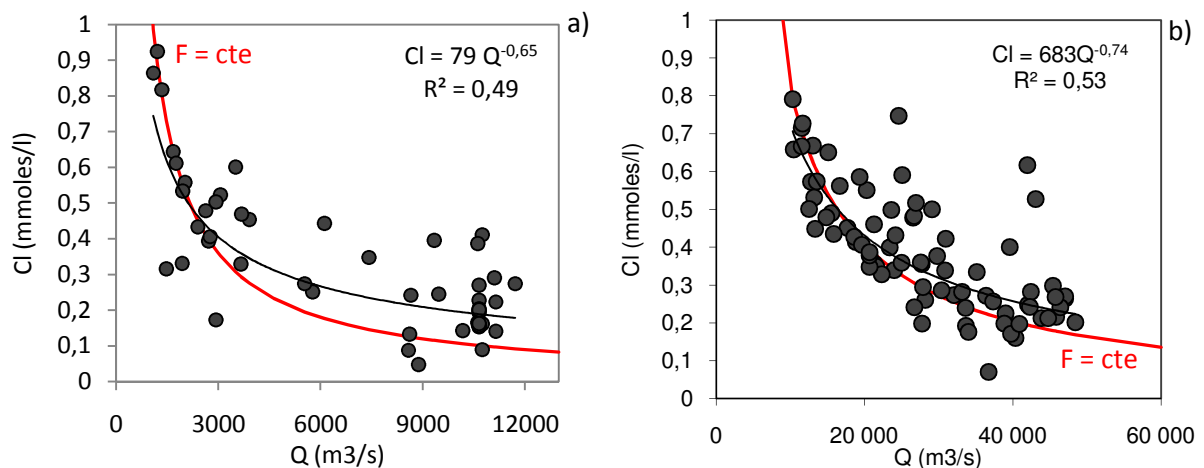 a)
F = cte
Cl = 79 Q-0,65
R² = 0,49
1
0,9
0,8
0,7
0,6
0,5
0,4
0,3
0,2
0,1
0
Cl (mmoles/l)
0 3000 6000 9000 12000
Q (m3/s)
b)
Cl = 683Q-0,74
R² = 0,53
1
0,9
0,8
0,7
0,6
0,5
0,4
0,3
0,2
0,1
0
Cl (mmoles/l)
F = cte
0 20 000 40 000 60 000
Q (m3/s)